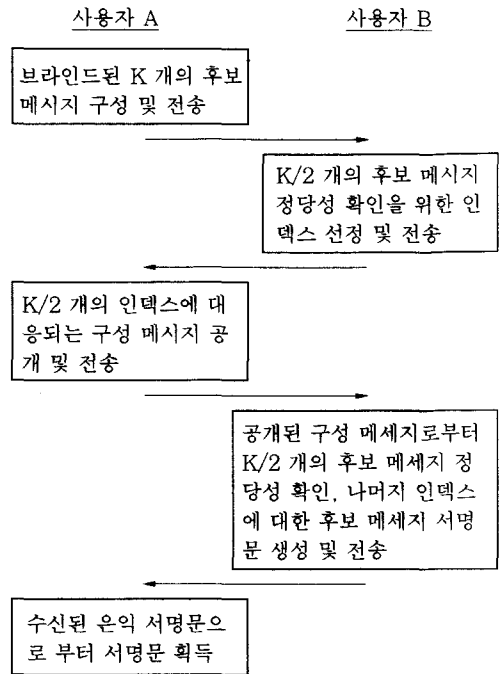 사용자 A 사용자 B
브라인드된 K 개의 후보
메시지 구성 및 전송
K/2 개의 후보 메시지
정당성 확인을 위한 인
덱스 선정 및 전송
K/2 개의 인덱스에 대
응되는 구성 메시지 공
개 및 전송
공개된 구성 메세지로부터
K/2 개의 후보 메세지 정
당성 확인, 나머지 인덱스
에 대한 후보 메세지 서명
문 생성 및 전송
수신된 은익 서명문으
로 부터 서명문 획득